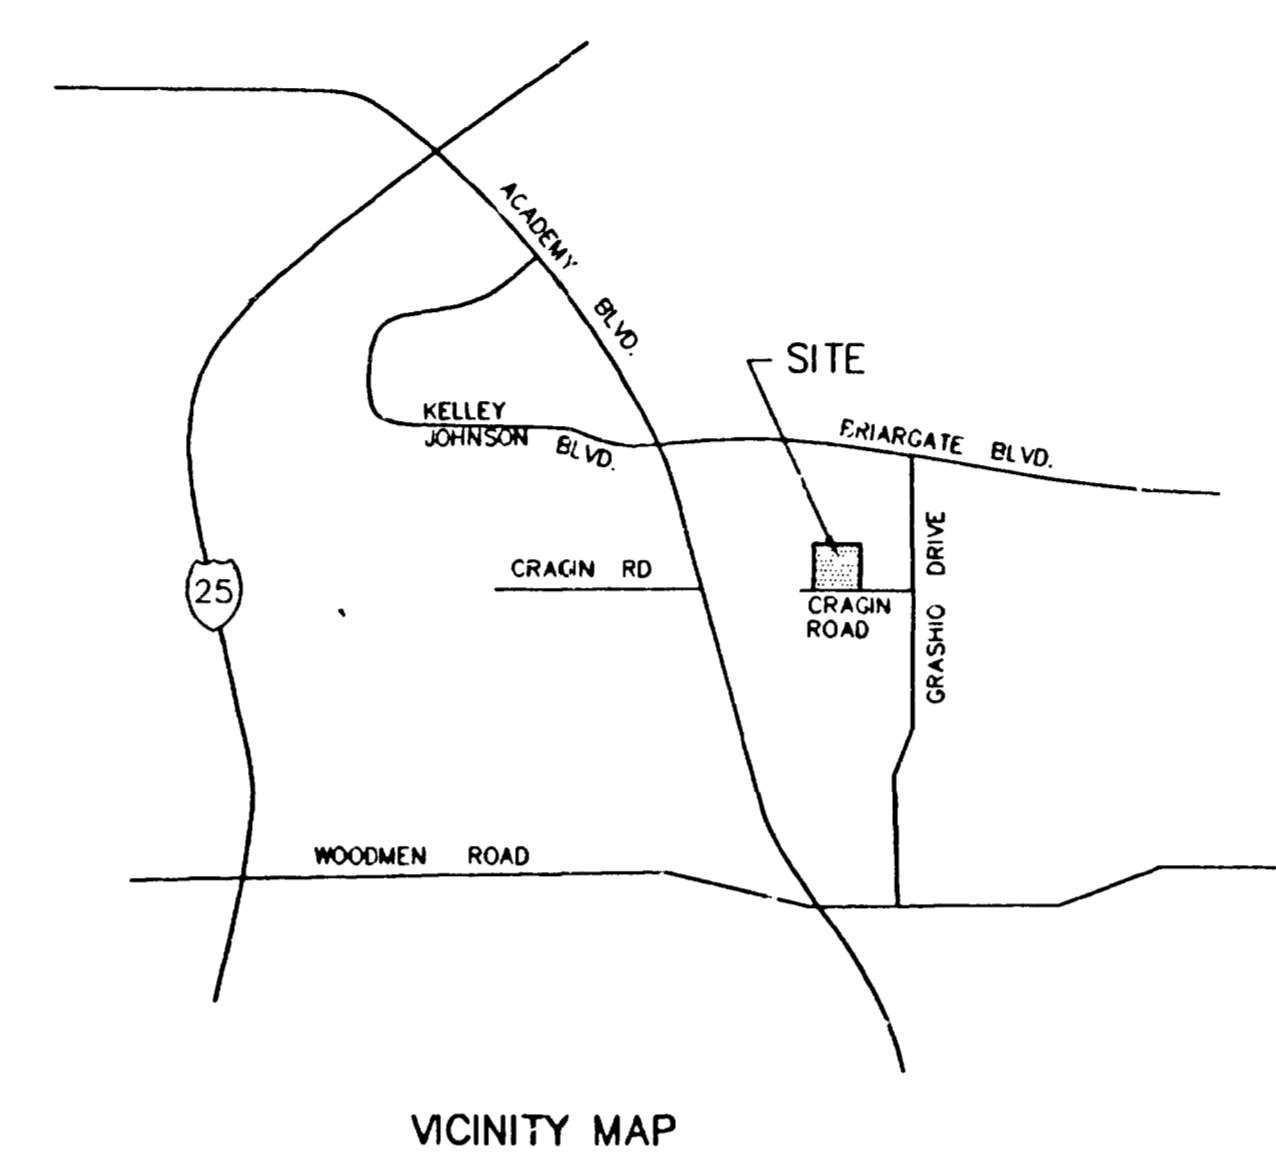 ACADEMY BLVD.
SITE
KELLEY
JOHNSON BLVD.
BRIARGATE BLVD.
CRAGIN RD
DRIVE
25
CRAGIN
ROAD
GRASHIO
WOODMEN ROAD
VICINITY MAP